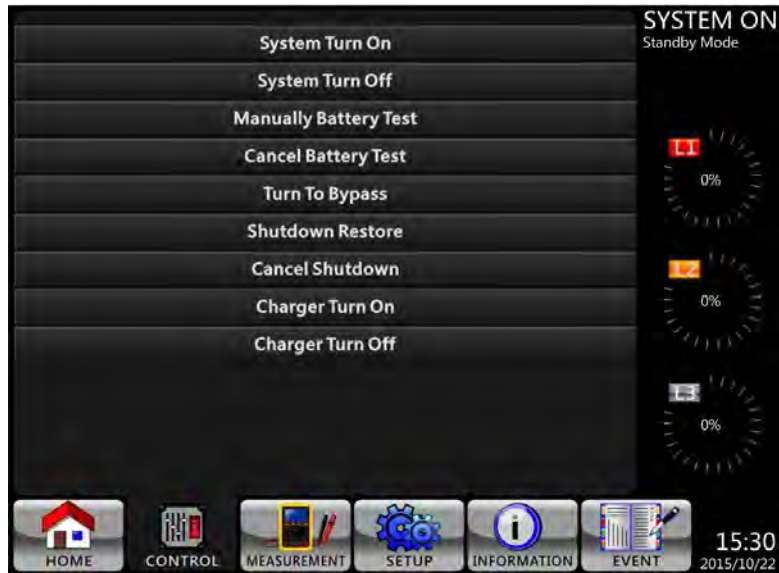 SYSTEM ON
Standby Mode
System Turn On
System Turn Off
Manually Battery Test
Cancel Battery Test
Turn To Bypass
Shutdown Restore
Cancel Shutdown
Charger Turn On
Charger Turn Off
L1
0%
L2
0%
L3
0%
HOME
CONTROL
MEASUREMENT
SETUP
INFORMATION
EVENT
15:30
2015/10/22